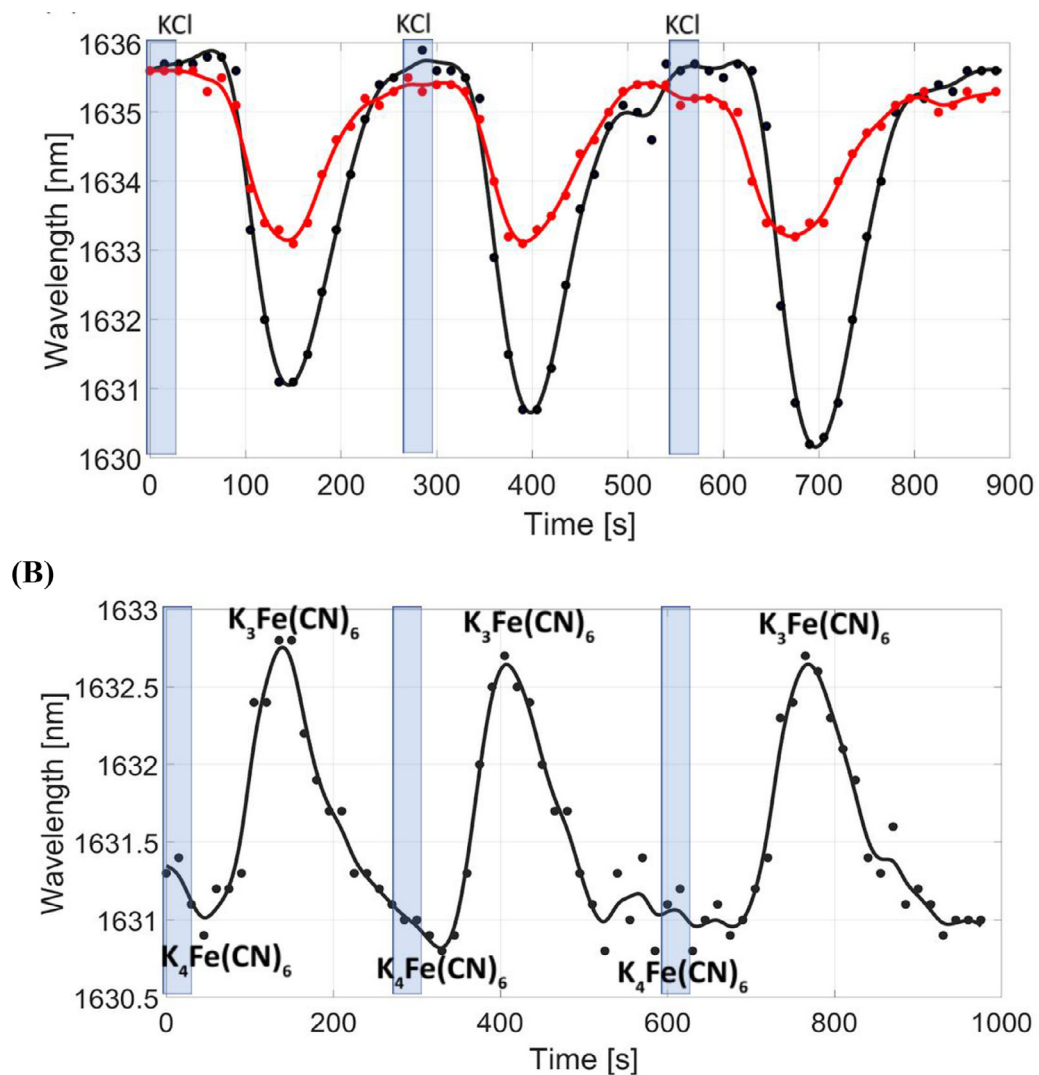 KCl KCl KCl
1636
1635
1634
1633
1632
1631
1630
Wavelength [nm]
0 100 200 300 400 500 600 700 800 900
Time [s]
(B)
1633
1632.5
1632
1631.5
1631
1630.5
Wavelength [nm]
K3Fe(CN)6 K3Fe(CN)6 K3Fe(CN)6
K4Fe(CN)6 K4Fe(CN)6 K4Fe(CN)6
0 200 400 600 800 1000
Time [s]